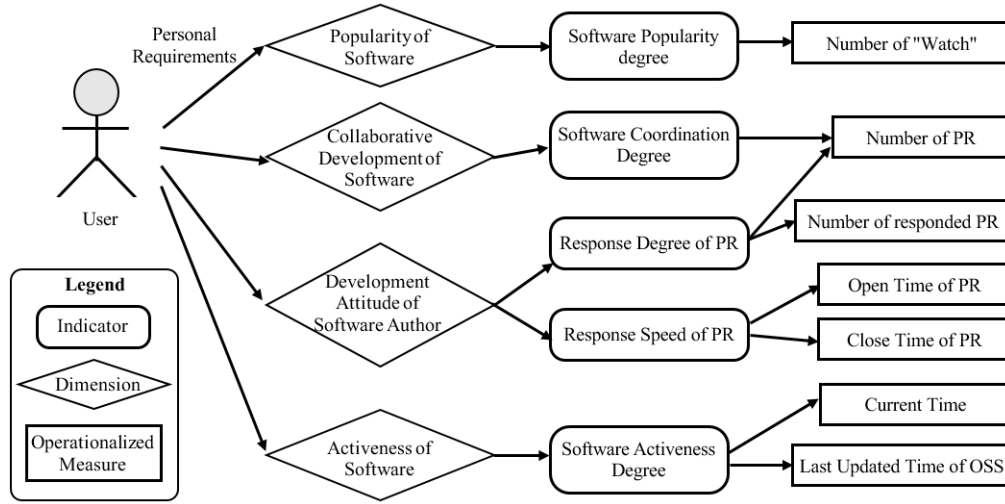 Personal
Requirements
Popularity of
Software
Software Popularity
degree
Number of "Watch"
Collaborative
Development of
Software
Software Coordination
Degree
Number of PR
User
Response Degree of PR
Number of responded PR
Development
Attitude of
Software Author
Response Speed of PR
Open Time of PR
Close Time of PR
Activeness of
Software
Software Activeness
Degree
Current Time
Last Updated Time of OSS
Legend
Indicator
Dimension
Operationalized
Measure